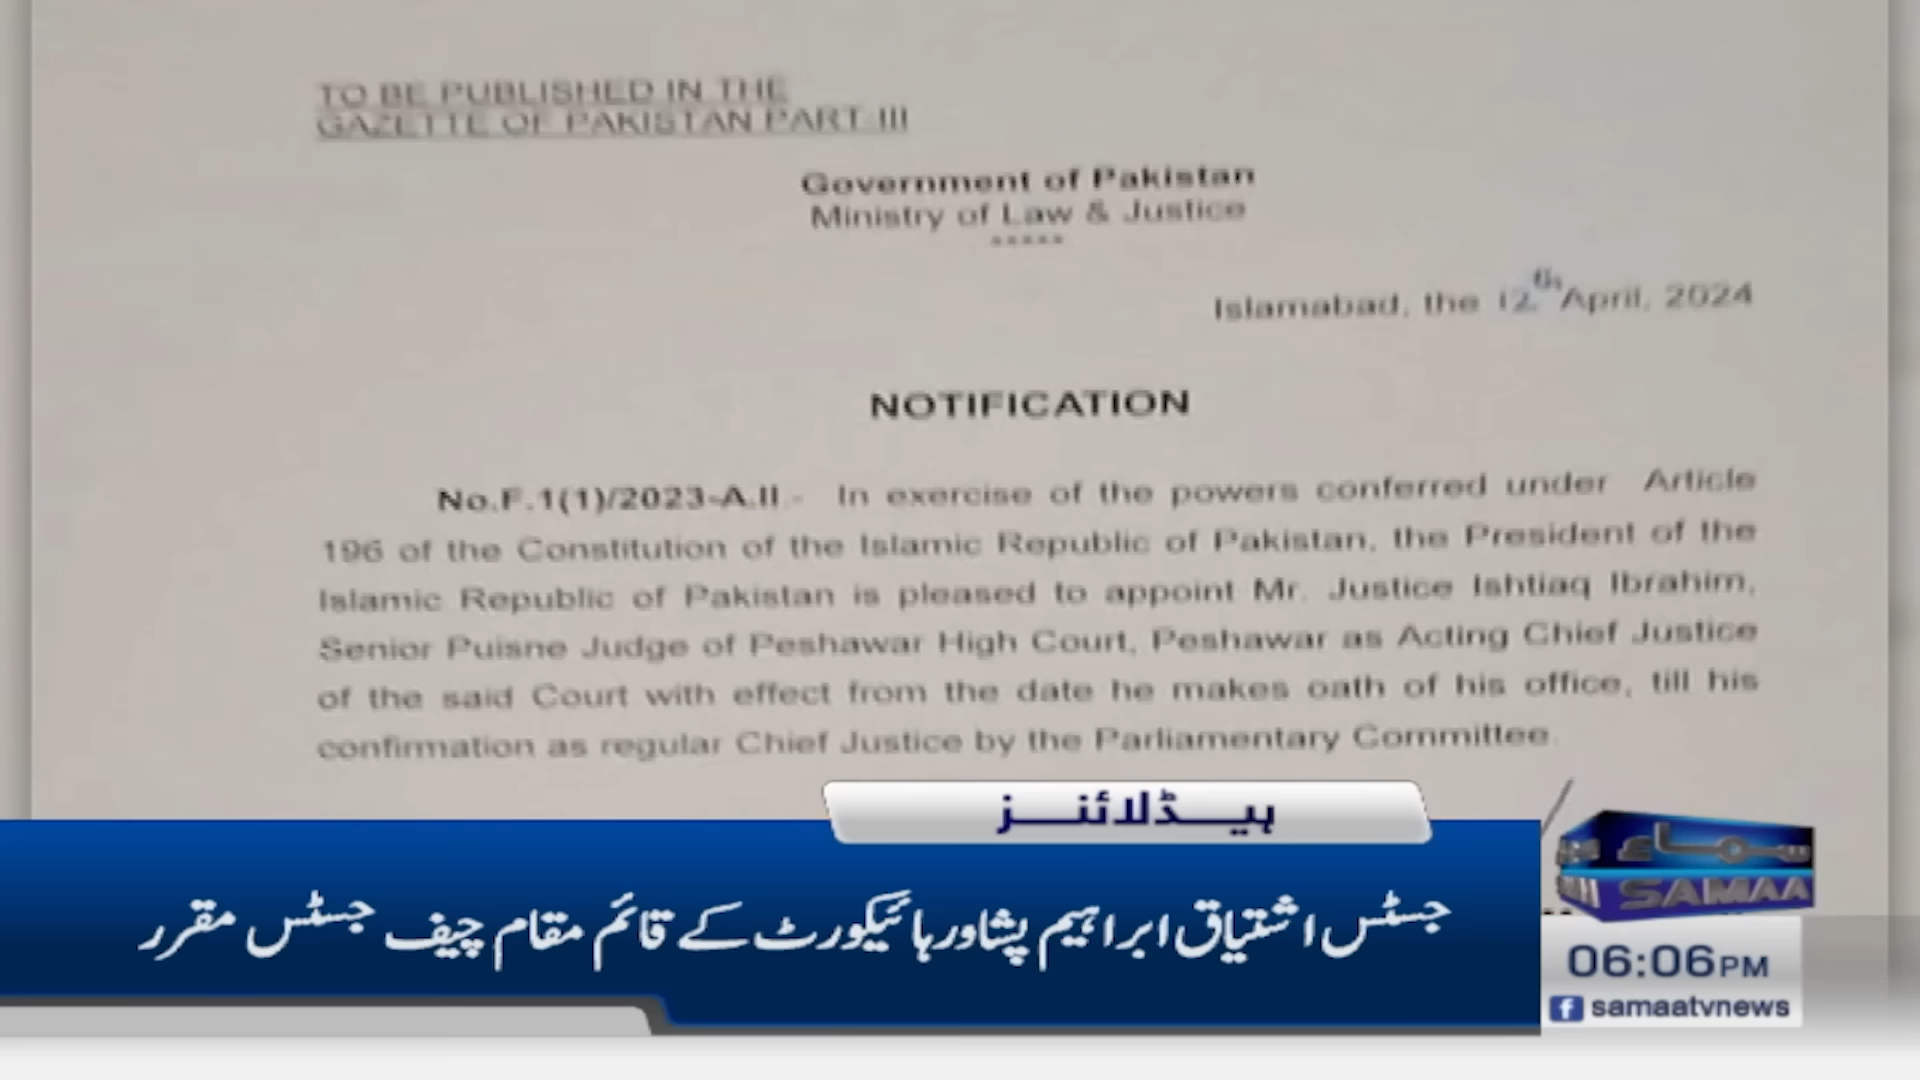 TO BE PUBLISHED IN THE
GAZETTE OF PAKISTAN PART III
Government of Pakistan
Ministry of Law & Justice
*****
Islamabad, the 12th April, 2024
NOTIFICATION
No.F.1(1)/2023-A.II.- In exercise of the powers conferred under Article
196 of the Constitution of the Islamic Republic of Pakistan, the President of the
Islamic Republic of Pakistan is pleased to appoint Mr. Justice Ishtiaq Ibrahim,
Senior Puisne Judge of Peshawar High Court, Peshawar as Acting Chief Justice
of the said Court with effect from the date he makes oath of his office, till his
confirmation as regular Chief Justice by the Parliamentary Committee.
ہیڈلائنز
جسٹس اشتیاق ابراہیم پشاور ہائیکورٹ کے قائم مقام چیف جسٹس مقرر
سماء
SAMAA
06:06PM
samaatvnews